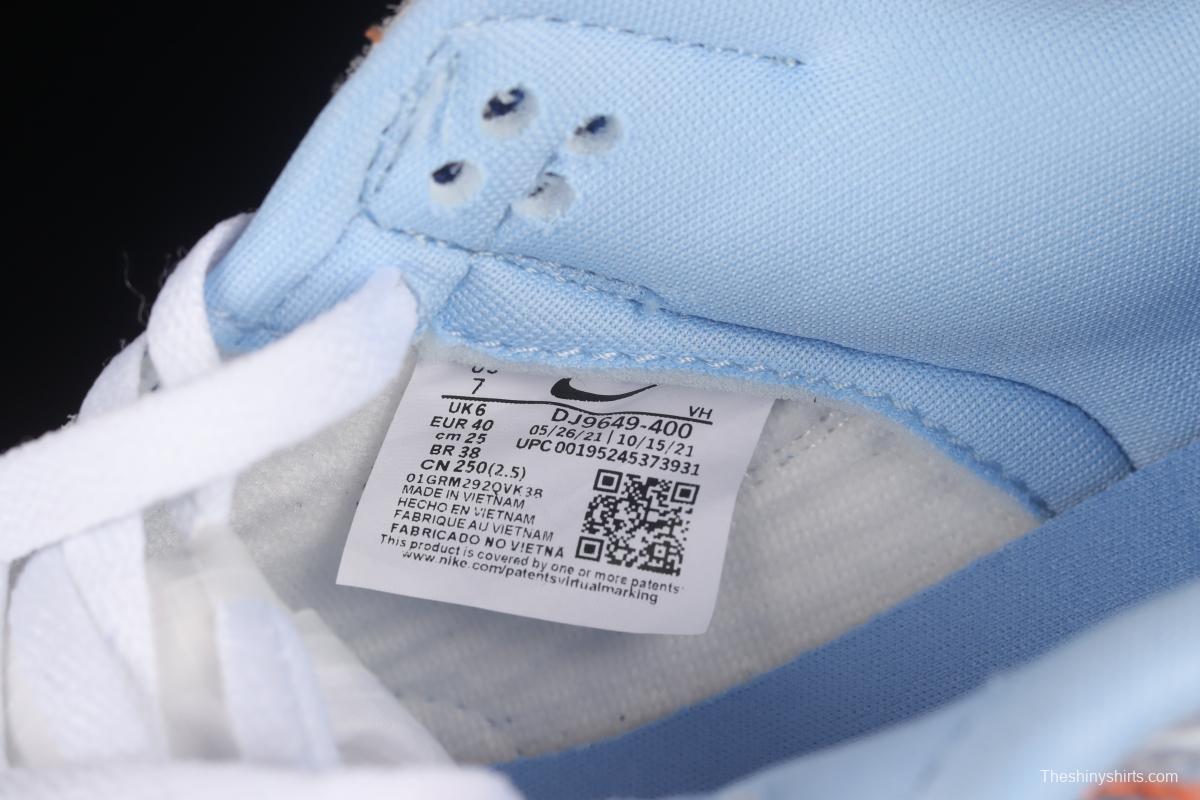 US
7
UK 6
EUR 40
cm 25
BR 38
CN 250(2.5)
VH
DJ9649-400
05/26/21 | 10/15/21
UPC 00195245373931
01GRM292QVK38
MADE IN VIETNAM
HECHO EN VIETNAM
FABRIQUE AU VIETNAM
FABRICADO NO VIETNA
This product is covered by one or more patents:
www.nike.com/patentsvirtualmarking
Theshinyshirts.com